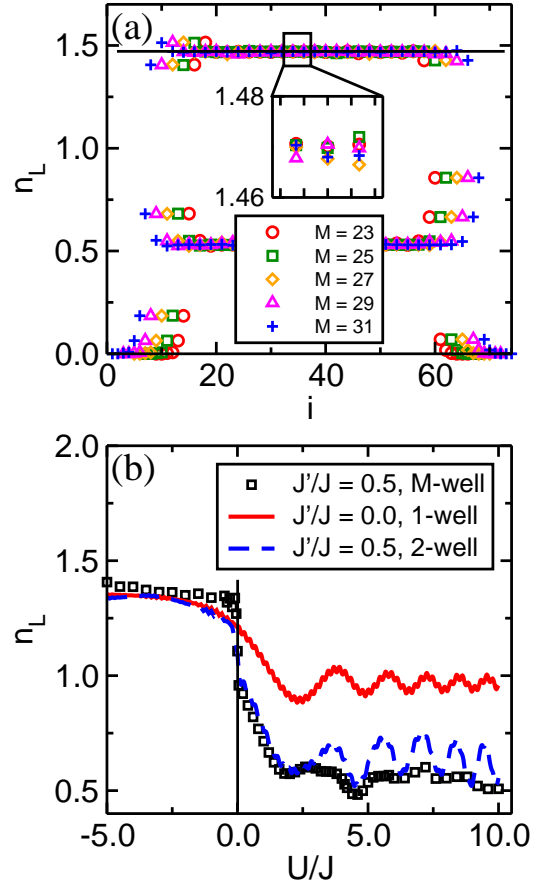 (a)
1.5
1.0
0.5
0.0
n_L
1.48
1.46
M = 23
M = 25
M = 27
M = 29
M = 31
0 20 40 60
i
(b)
2.0
1.5
1.0
0.5
n_L
J'/J = 0.5, M-well
J'/J = 0.0, 1-well
J'/J = 0.5, 2-well
-5.0 0.0 5.0 10.0
U/J